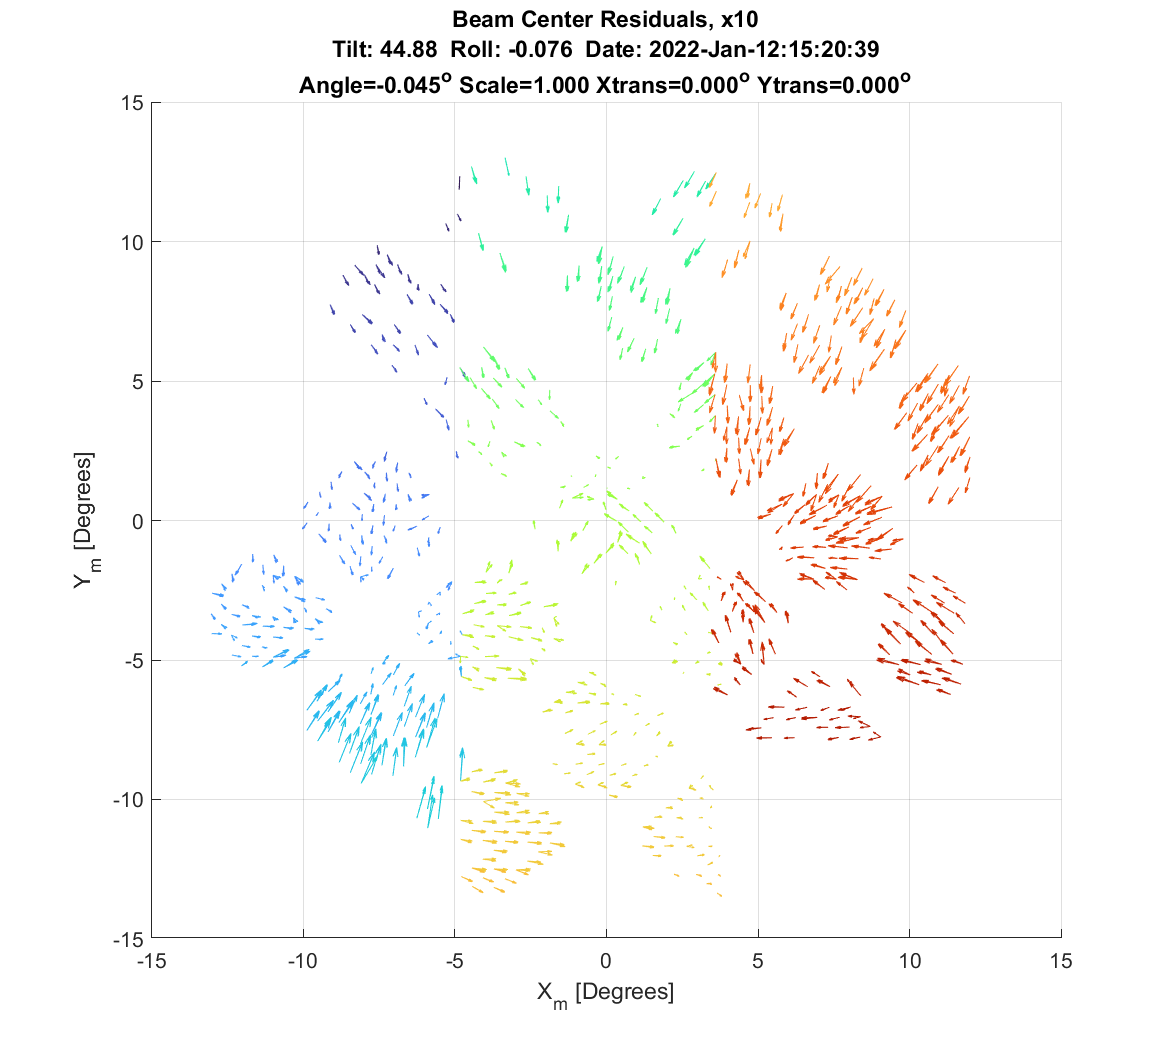 Beam Center Residuals, x10
Tilt: 44.88 Roll: -0.076 Date: 2022-Jan-12:15:20:39
Angle=-0.045° Scale=1.000 Xtrans=0.000° Ytrans=0.000°
15
10
5
0
-5
-10
-15
Y_m [Degrees]
-15 -10 -5 0 5 10 15
X_m [Degrees]